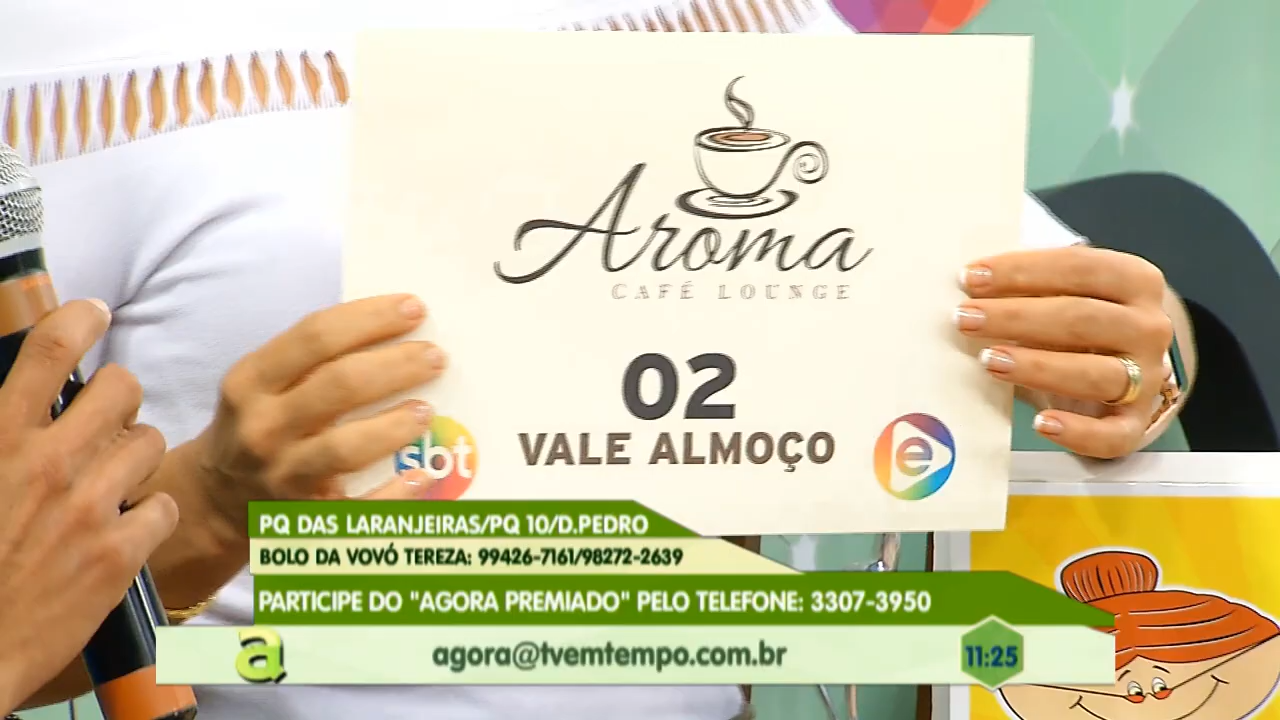 Aroma
CAFÉ LOUNGE
02
VALE ALMOÇO
sbt
e
PQ DAS LARANJEIRAS/PQ 10/D.PEDRO
BOLO DA VOVÓ TEREZA: 99426-7161/98272-2639
PARTICIPE DO "AGORA PREMIADO" PELO TELEFONE: 3307-3950
a
agora@tvemtempo.com.br
11:25